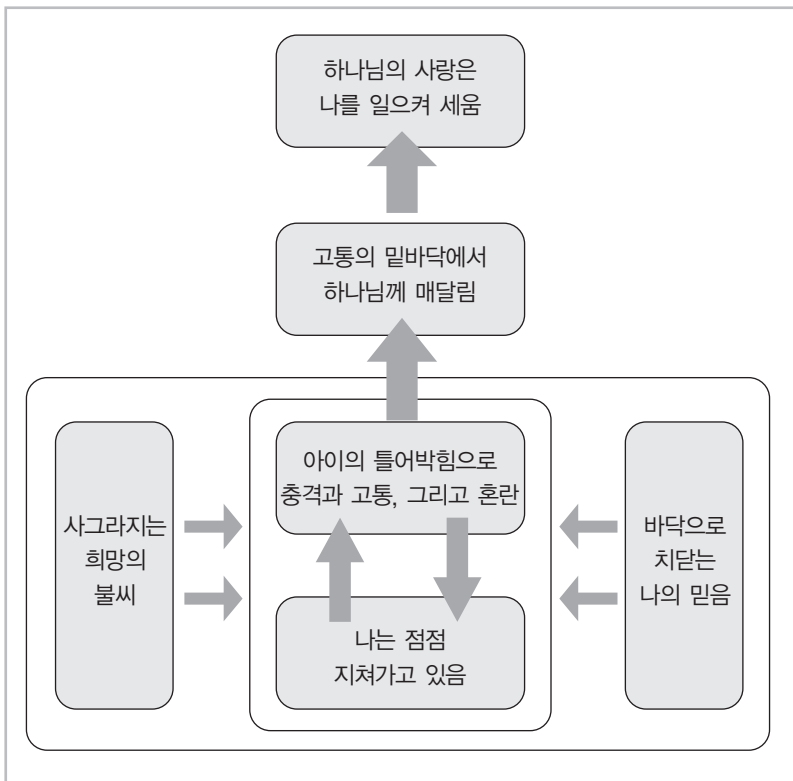 하나님의 사랑은
나를 일으켜 세움
고통의 밑바닥에서
하나님께 매달림
아이의 틀어박힘으로
충격과 고통, 그리고 혼란
사그라지는
희망의
불씨
바닥으로
치닫는
나의 믿음
나는 점점
지쳐가고 있음